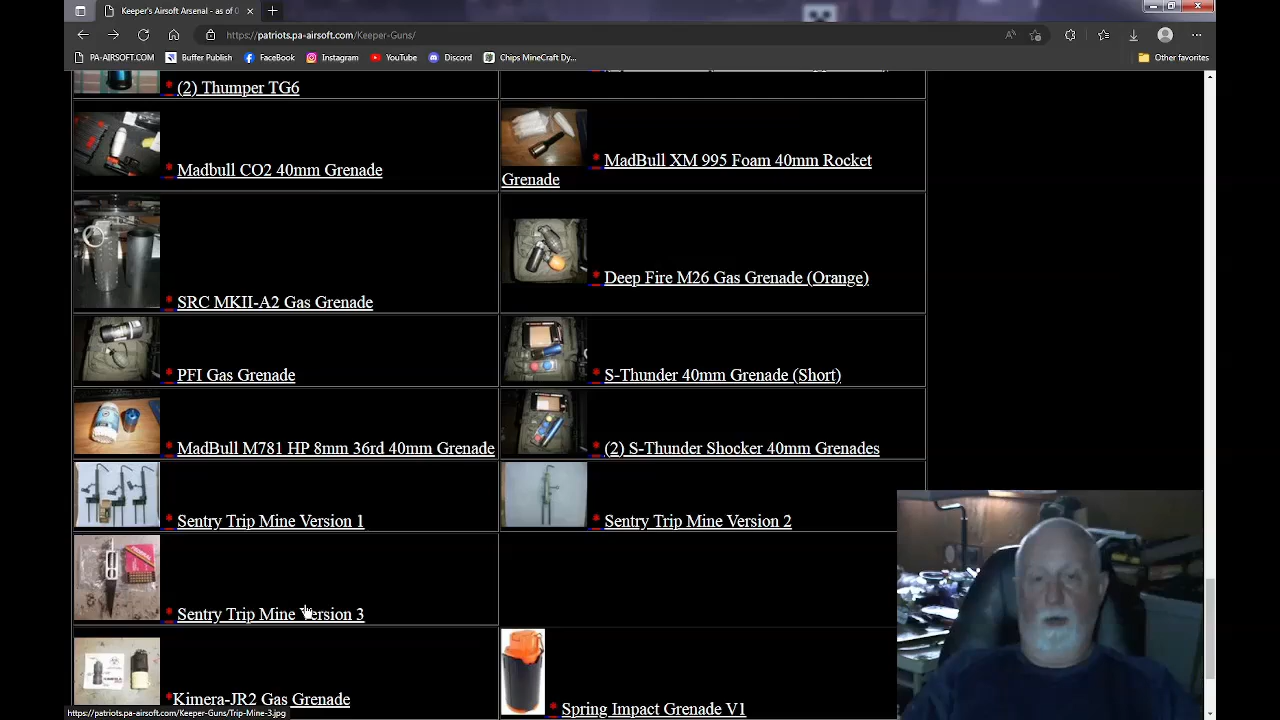 Keeper's Airsoft Arsenal - as of 0
https://patriots.pa-airsoft.com/Keeper-Guns/
PA-AIRSOFT.COM Buffer Publish FaceBook Instagram YouTube Discord Chips MineCraft Dy... Other favorites
* (2) Thumper TG6
* Madbull CO2 40mm Grenade
* MadBull XM 995 Foam 40mm Rocket
Grenade
* SRC MKII-A2 Gas Grenade
* Deep Fire M26 Gas Grenade (Orange)
* PFI Gas Grenade
* S-Thunder 40mm Grenade (Short)
* MadBull M781 HP 8mm 36rd 40mm Grenade
* (2) S-Thunder Shocker 40mm Grenades
* Sentry Trip Mine Version 1
* Sentry Trip Mine Version 2
* Sentry Trip Mine Version 3
*Kimera-JR2 Gas Grenade
* Spring Impact Grenade V1
https://patriots.pa-airsoft.com/Keeper-Guns/Trip-Mine-3.jpg